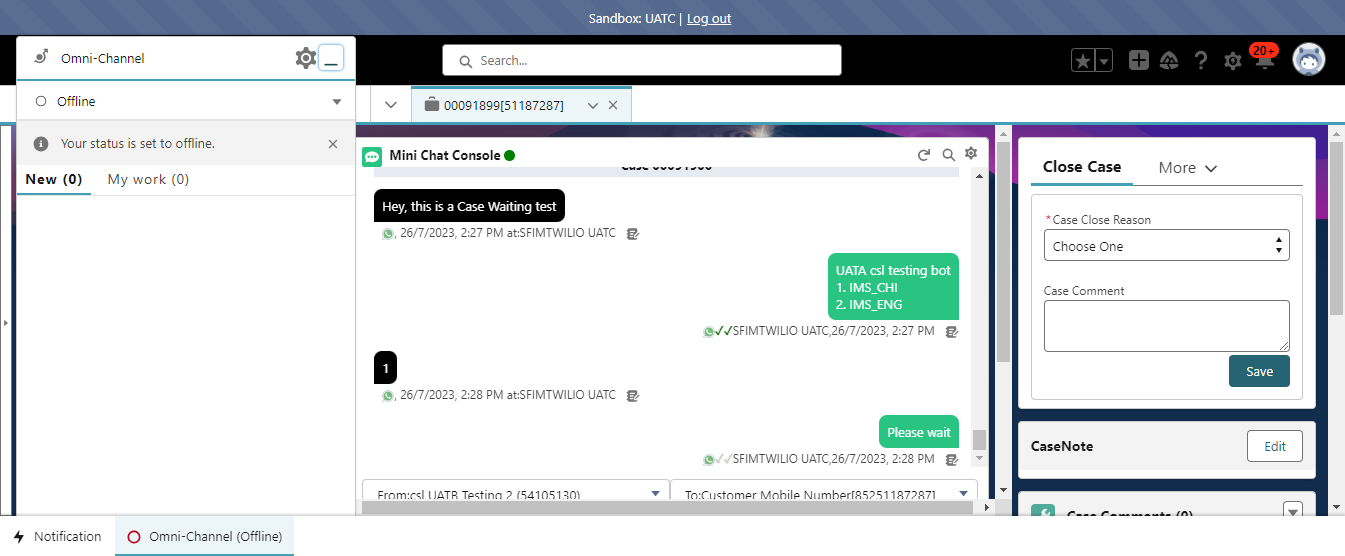 Sandbox: UATC | Log out
Omni-Channel
Search...
20+
Offline
00091899[51187287]
Your status is set to offline.
New (0) My work (0)
Mini Chat Console
Case 00091900
Hey, this is a Case Waiting test
, 26/7/2023, 2:27 PM at:SFIMTWILIO UATC
UATA csl testing bot
1. IMS_CHI
2. IMS_ENG
SFIMTWILIO UATC,26/7/2023, 2:27 PM
1
, 26/7/2023, 2:28 PM at:SFIMTWILIO UATC
Please wait
SFIMTWILIO UATC,26/7/2023, 2:28 PM
From:csl UATB Testing 2 (54105130)
To:Customer Mobile Number[85251187287]
Close Case More
*Case Close Reason
Choose One
Case Comment
Save
CaseNote
Edit
Case Comments (0)
Notification
Omni-Channel (Offline)